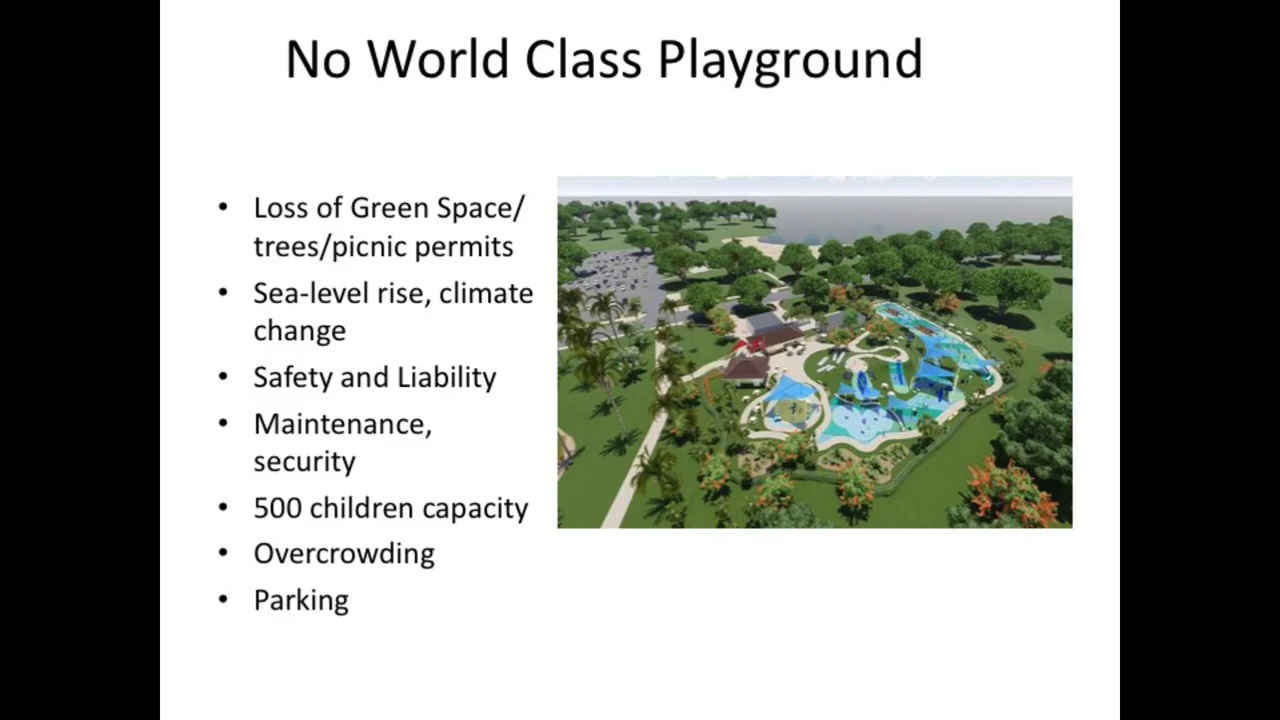 No World Class Playground
• Loss of Green Space/
trees/picnic permits
• Sea-level rise, climate
change
• Safety and Liability
• Maintenance,
security
• 500 children capacity
• Overcrowding
• Parking